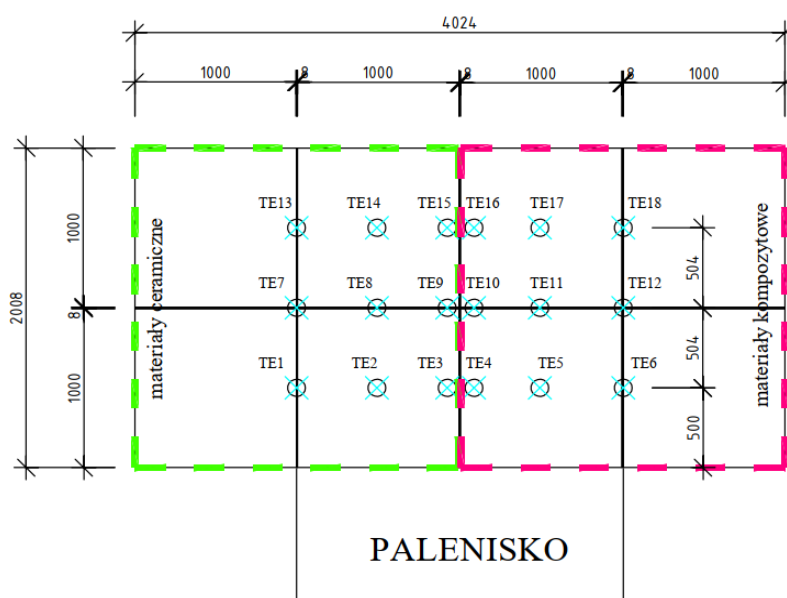 4024
1000 8 1000 8 1000 8 1000
TE13 TE14 TE15 TE16 TE17 TE18
TE7 TE8 TE9 TE10 TE11 TE12
TE1 TE2 TE3 TE4 TE5 TE6
materiały ceramiczne
materiały kompozytowe
2008
1000
8
1000
504
504
500
PALENISKO